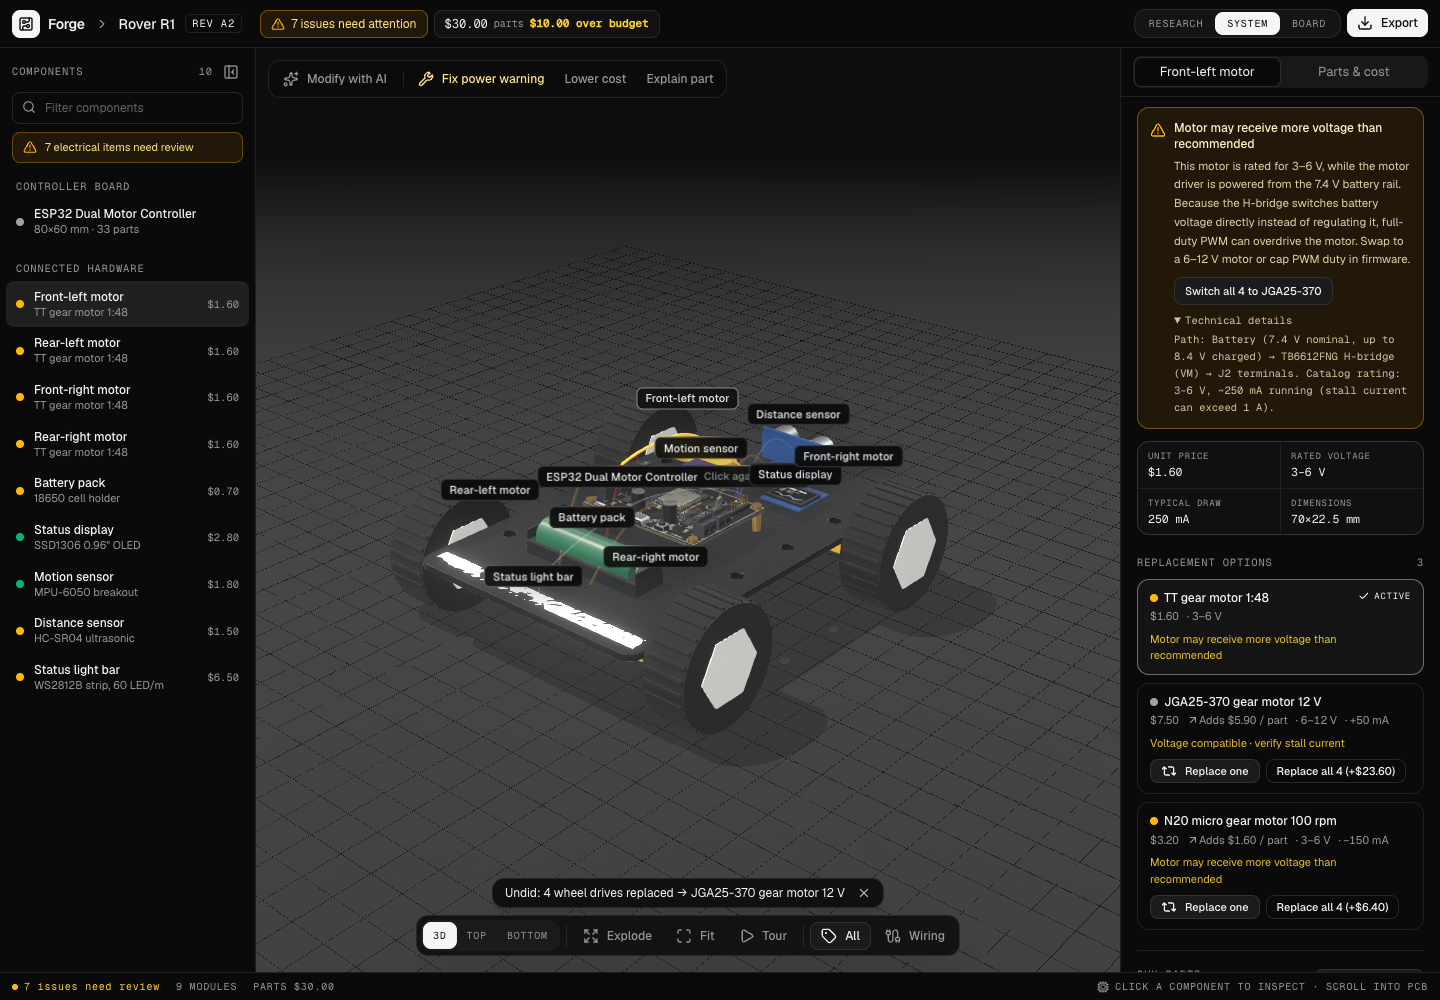 Forge
Rover R1
REV A2
7 issues need attention
$30.00 parts $10.00 over budget
RESEARCH
SYSTEM
BOARD
Export
COMPONENTS
10
Filter components
7 electrical items need review
CONTROLLER BOARD
ESP32 Dual Motor Controller
80×60 mm · 33 parts
CONNECTED HARDWARE
Front-left motor
TT gear motor 1:48
$1.60
Rear-left motor
TT gear motor 1:48
$1.60
Front-right motor
TT gear motor 1:48
$1.60
Rear-right motor
TT gear motor 1:48
$1.60
Battery pack
18650 cell holder
$0.70
Status display
SSD1306 0.96" OLED
$2.80
Motion sensor
MPU-6050 breakout
$1.80
Distance sensor
HC-SR04 ultrasonic
$1.50
Status light bar
WS2812B strip, 60 LED/m
$6.50
Modify with AI
Fix power warning
Lower cost
Explain part
Front-left motor
Distance sensor
Motion sensor
Front-right motor
ESP32 Dual Motor Controller Click aga
Status display
Rear-left motor
Battery pack
Rear-right motor
Status light bar
Undid: 4 wheel drives replaced → JGA25-370 gear motor 12 V
3D
TOP
BOTTOM
Explode
Fit
Tour
All
Wiring
Front-left motor
Parts & cost
Motor may receive more voltage than
recommended
This motor is rated for 3–6 V, while the motor
driver is powered from the 7.4 V battery rail.
Because the H-bridge switches battery
voltage directly instead of regulating it, full-
duty PWM can overdrive the motor. Swap to
a 6–12 V motor or cap PWM duty in firmware.
Switch all 4 to JGA25-370
▼ Technical details
Path: Battery (7.4 V nominal, up to
8.4 V charged) → TB6612FNG H-bridge
(VM) → J2 terminals. Catalog rating:
3–6 V, ~250 mA running (stall current
can exceed 1 A).
UNIT PRICE
$1.60
RATED VOLTAGE
3–6 V
TYPICAL DRAW
250 mA
DIMENSIONS
70×22.5 mm
REPLACEMENT OPTIONS
3
TT gear motor 1:48
ACTIVE
$1.60 · 3–6 V
Motor may receive more voltage than
recommended
JGA25-370 gear motor 12 V
$7.50 ↗ Adds $5.90 / part · 6–12 V · +50 mA
Voltage compatible · verify stall current
Replace one
Replace all 4 (+$23.60)
N20 micro gear motor 100 rpm
$3.20 ↗ Adds $1.60 / part · 3–6 V · −150 mA
Motor may receive more voltage than
recommended
Replace one
Replace all 4 (+$6.40)
7 issues need review
9 MODULES
PARTS $30.00
CLICK A COMPONENT TO INSPECT · SCROLL INTO PCB